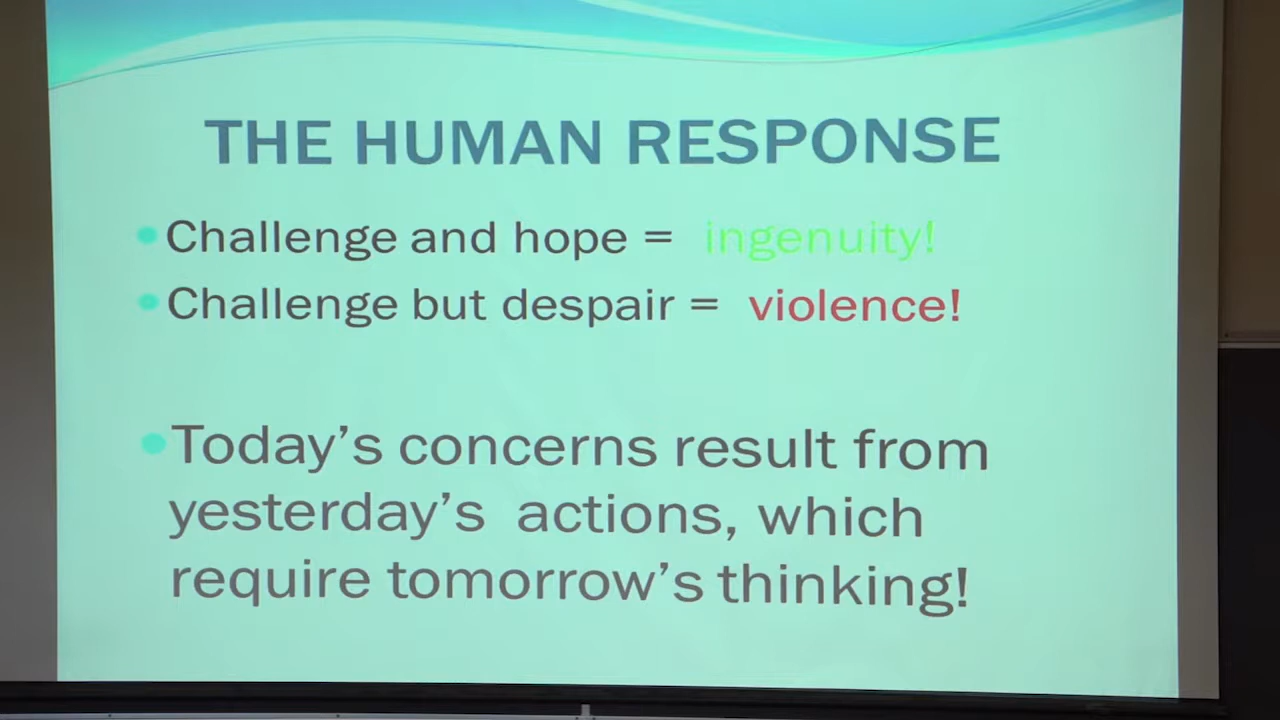 THE HUMAN RESPONSE
• Challenge and hope = ingenuity!
• Challenge but despair = violence!
• Today's concerns result from
yesterday's actions, which
require tomorrow's thinking!